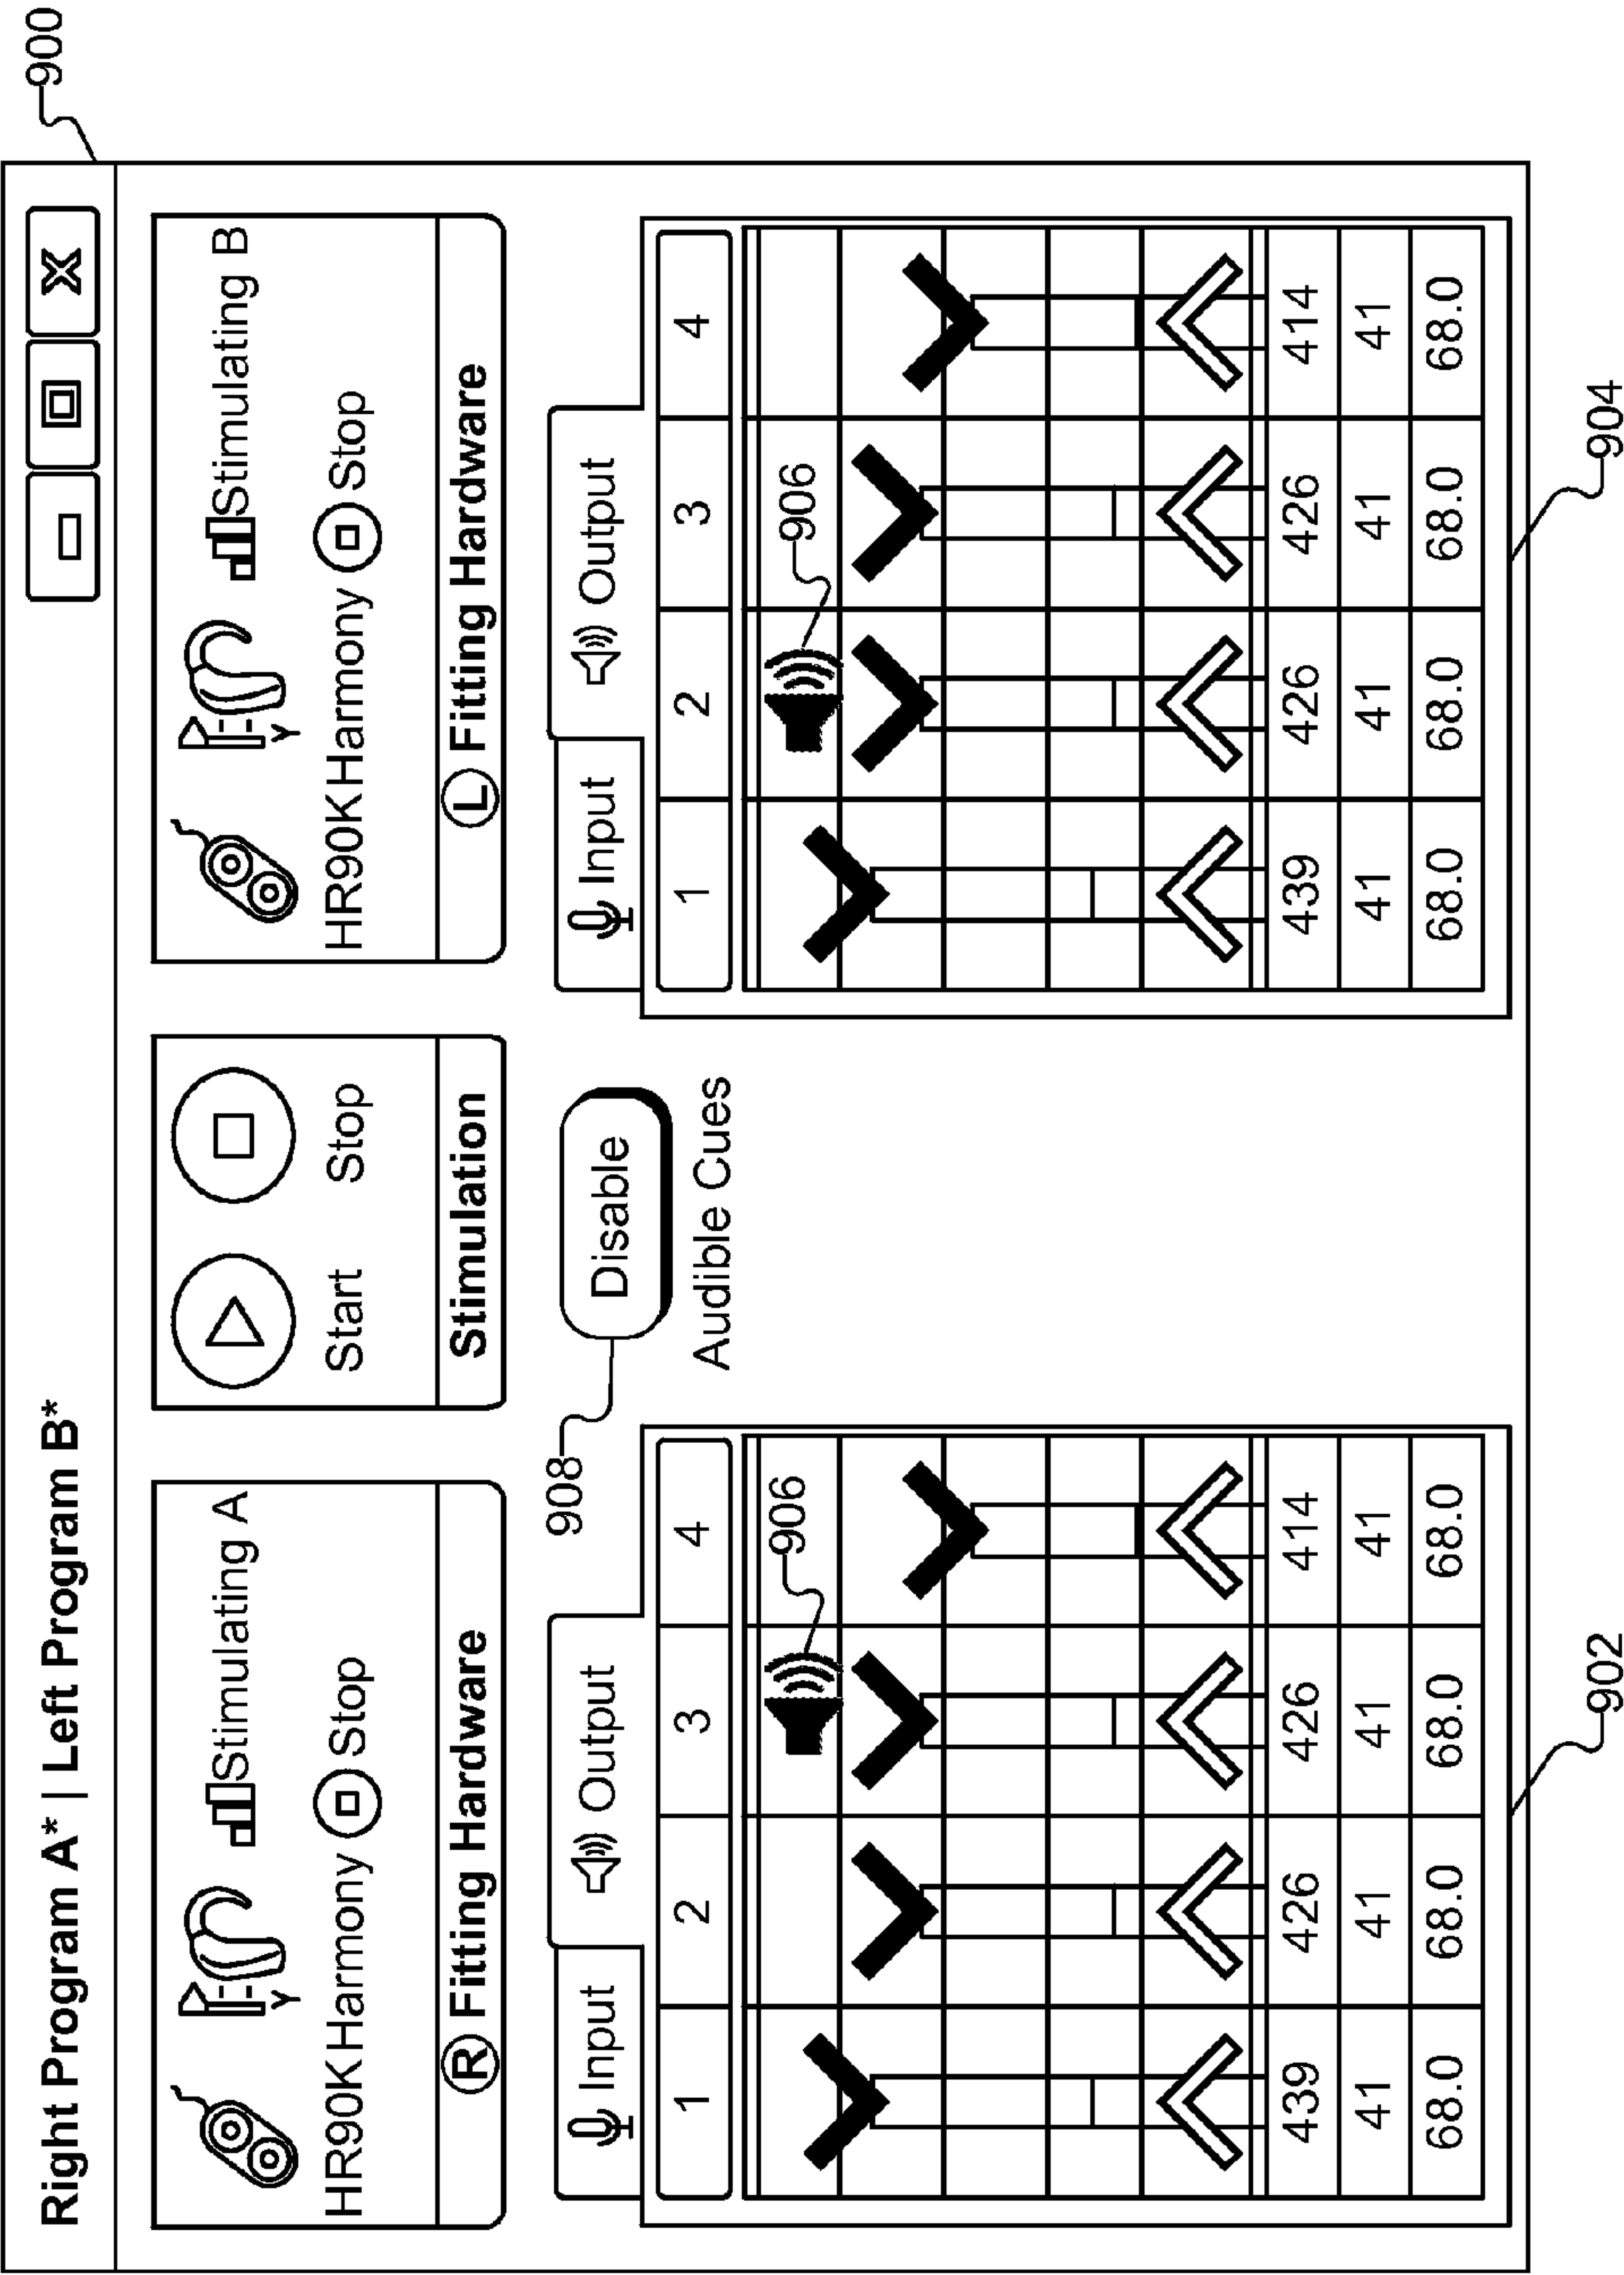 900
Right Program A* | Left Program B*
X
Stimulating A
HR90K Harmony Stop
R Fitting Hardware
Start Stop
Stimulation
Stimulating B
HR90K Harmony Stop
L Fitting Hardware
908
Disable
Audible Cues
Input Output
1 2 3 4
906
439 426 426 414
41 41 41 41
68.0 68.0 68.0 68.0
902
Input Output
1 2 3 4
906
439 426 426 414
41 41 41 41
68.0 68.0 68.0 68.0
904